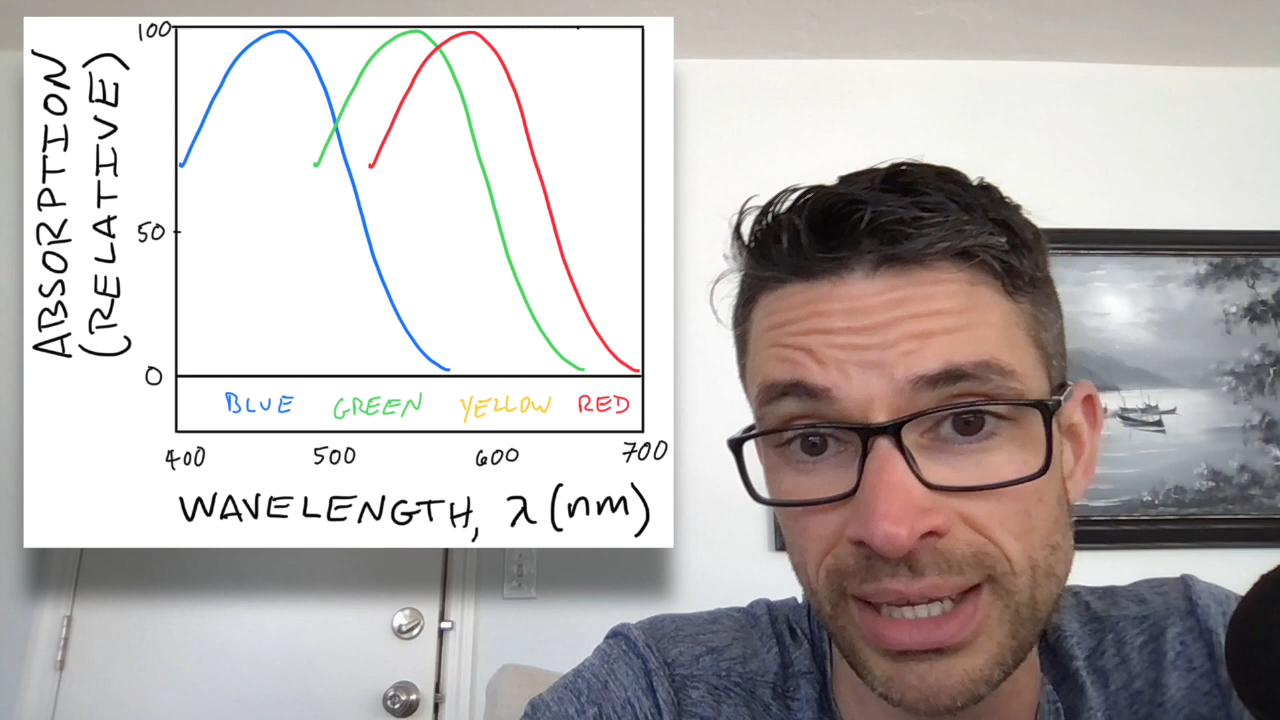 ABSORPTION
(RELATIVE)
100
50
0
BLUE GREEN YELLOW RED
400 500 600 700
WAVELENGTH, λ (nm)